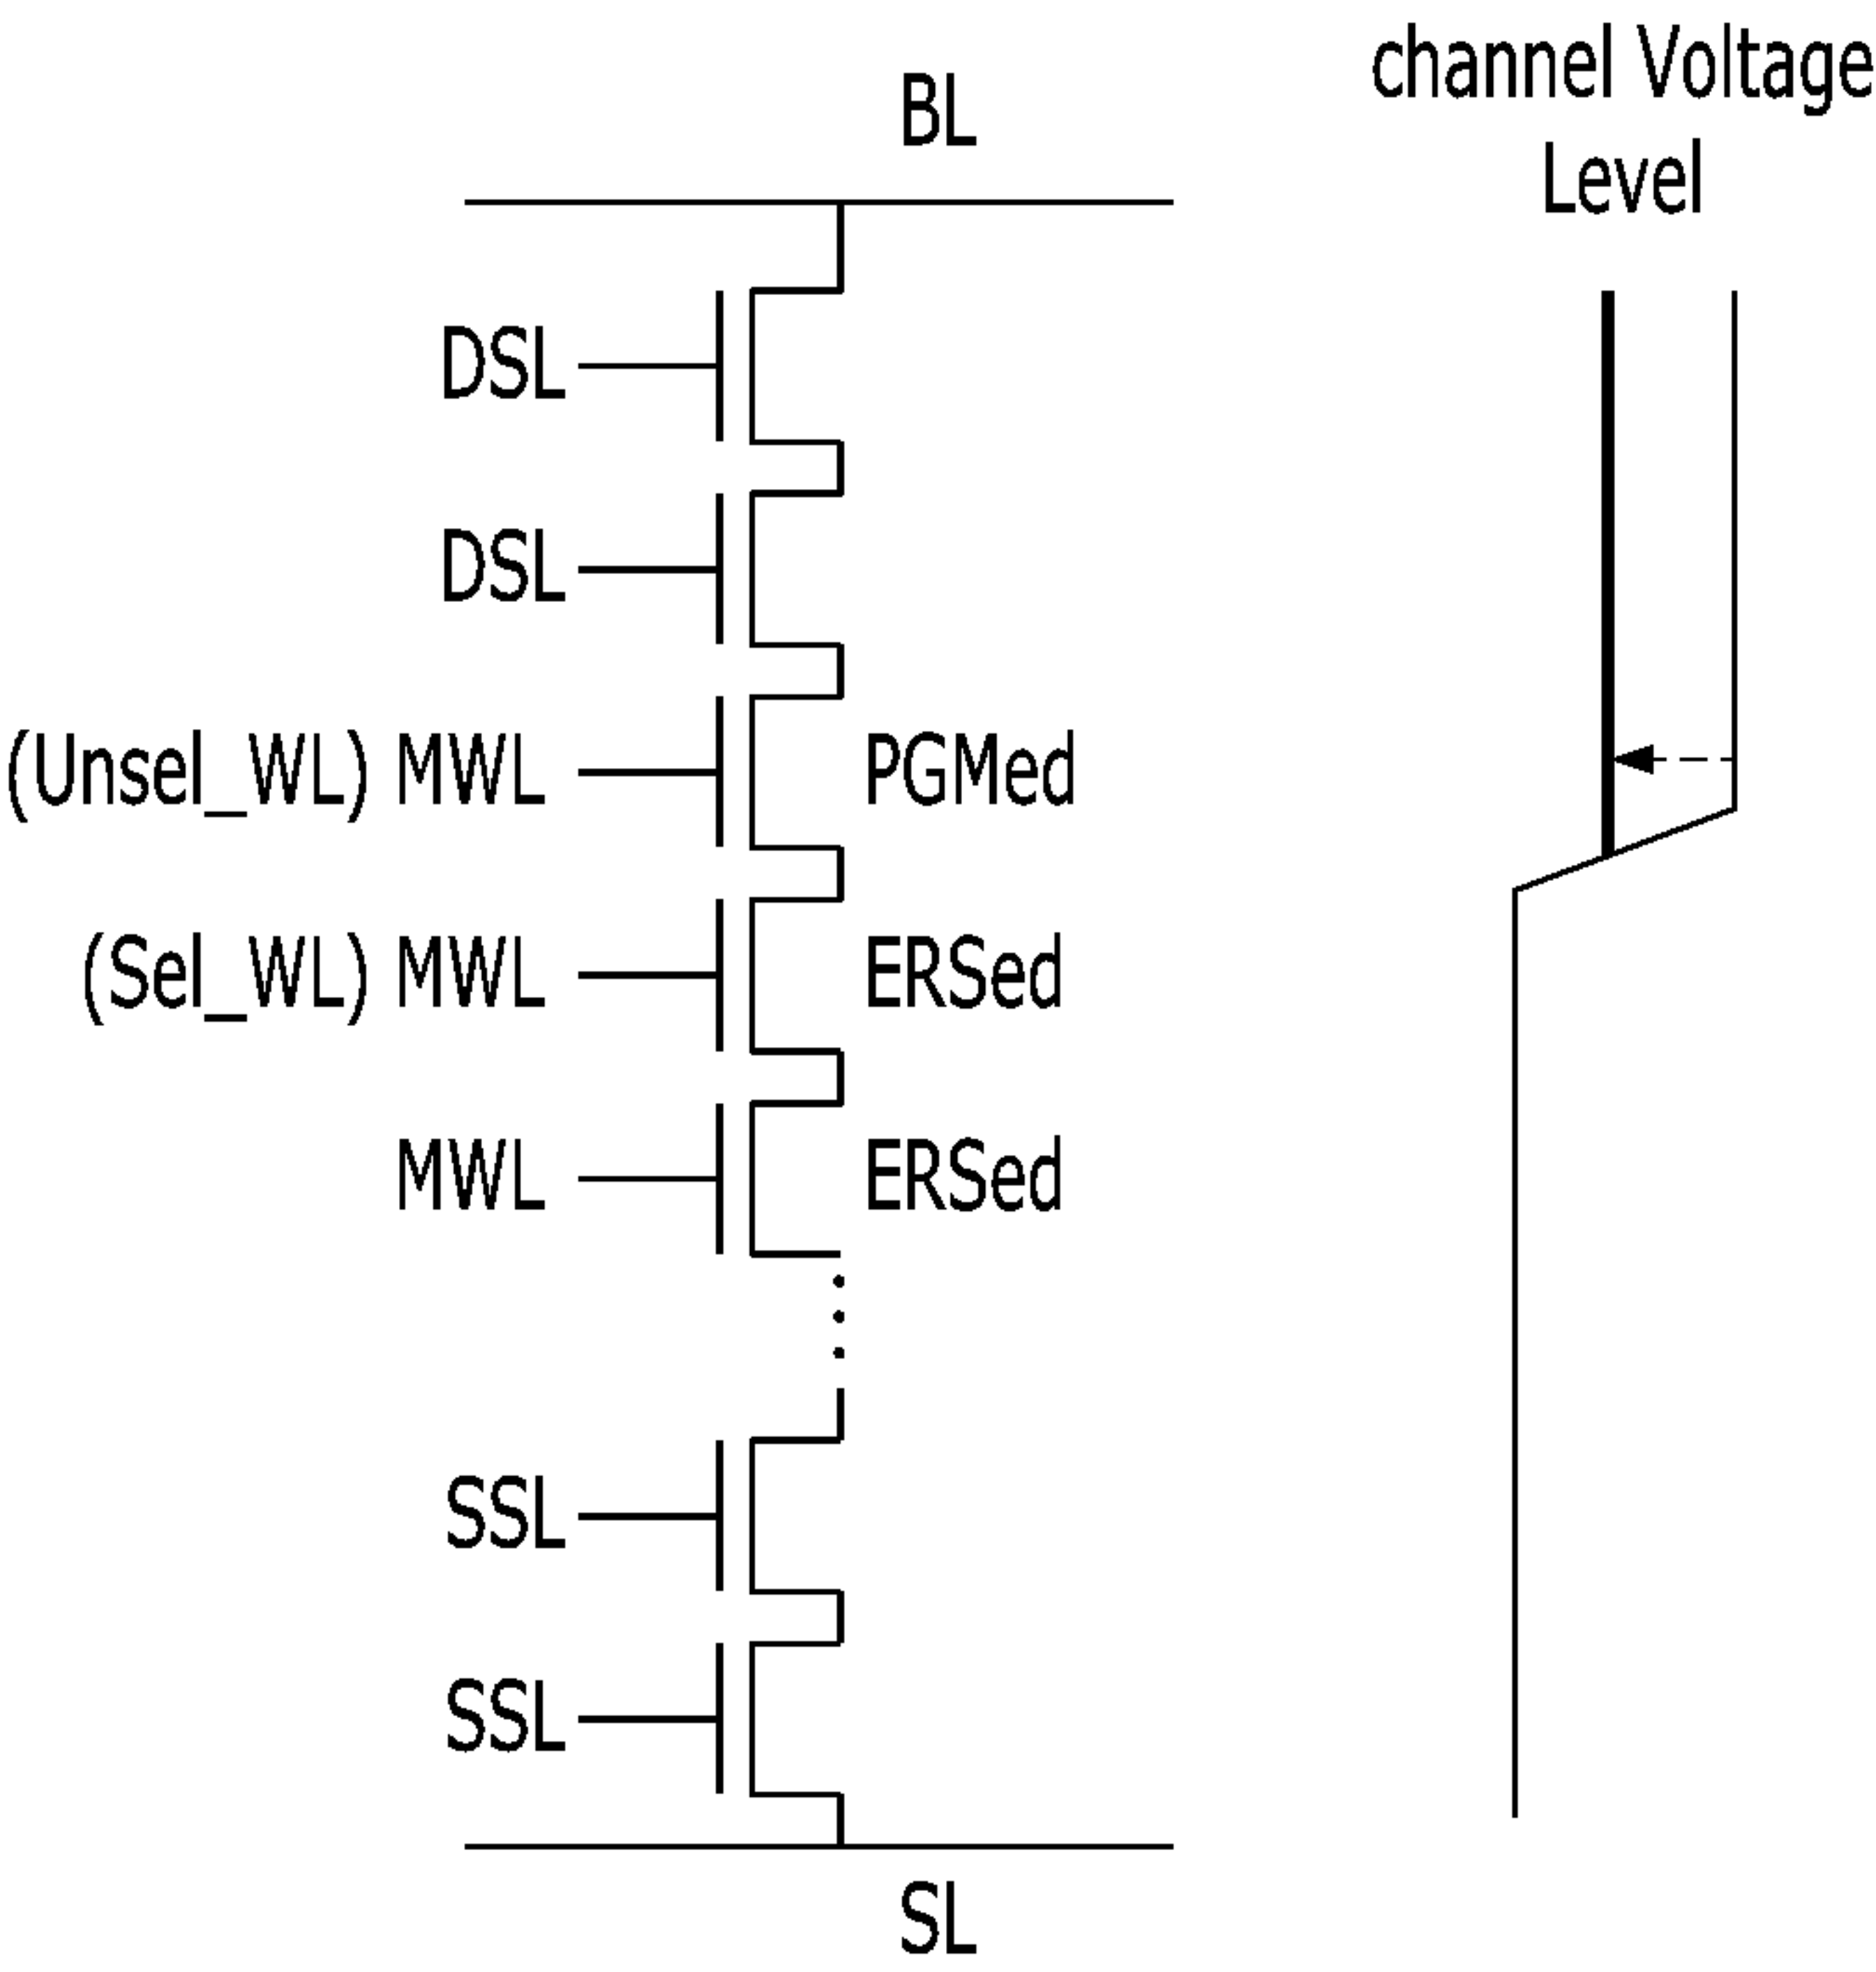 channel Voltage
Level
BL
DSL
DSL
(Unsel_WL) MWL PGMed
(Sel_WL) MWL ERSed
MWL ERSed
SSL
SSL
SL